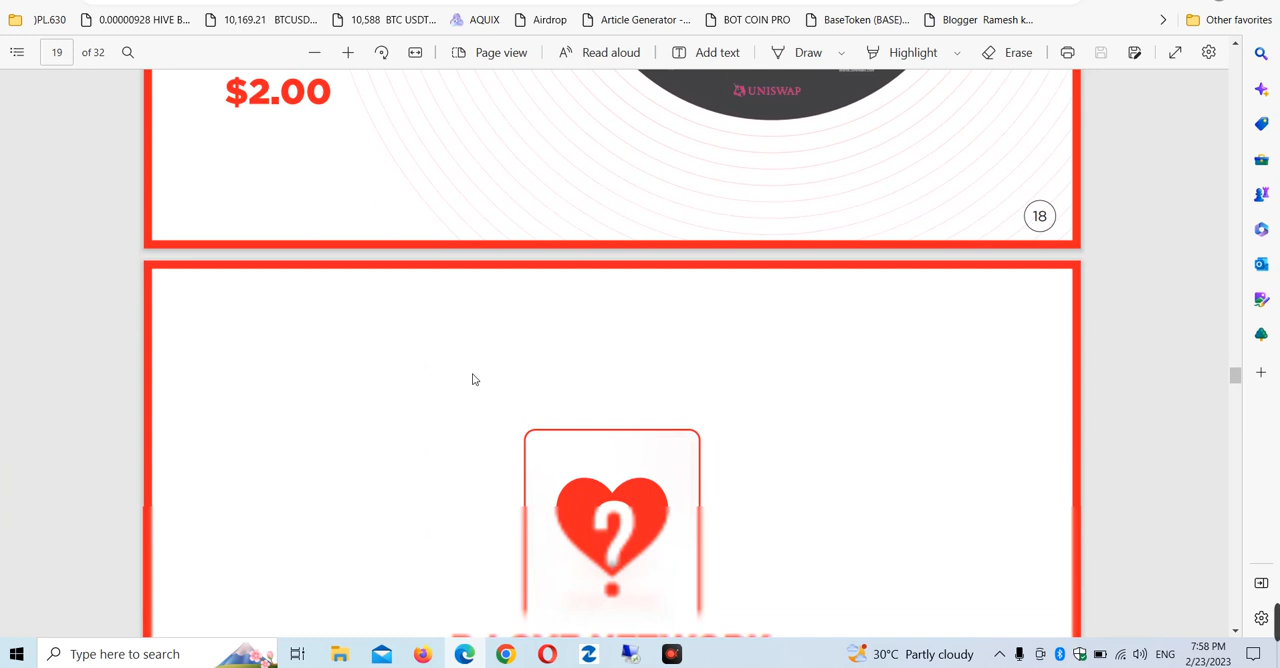 )PL.630 0.00000928 HIVE B... 10,169.21 BTCUSD... 10,588 BTC USDT... AQUIX Airdrop Article Generator -... BOT COIN PRO BaseToken (BASE)... Blogger Ramesh k... Other favorites
19 of 32 Page view Read aloud Add text Draw Highlight Erase
$2.00
UNISWAP
18
?
Type here to search 30°C Partly cloudy ENG 7:58 PM
2/23/2023